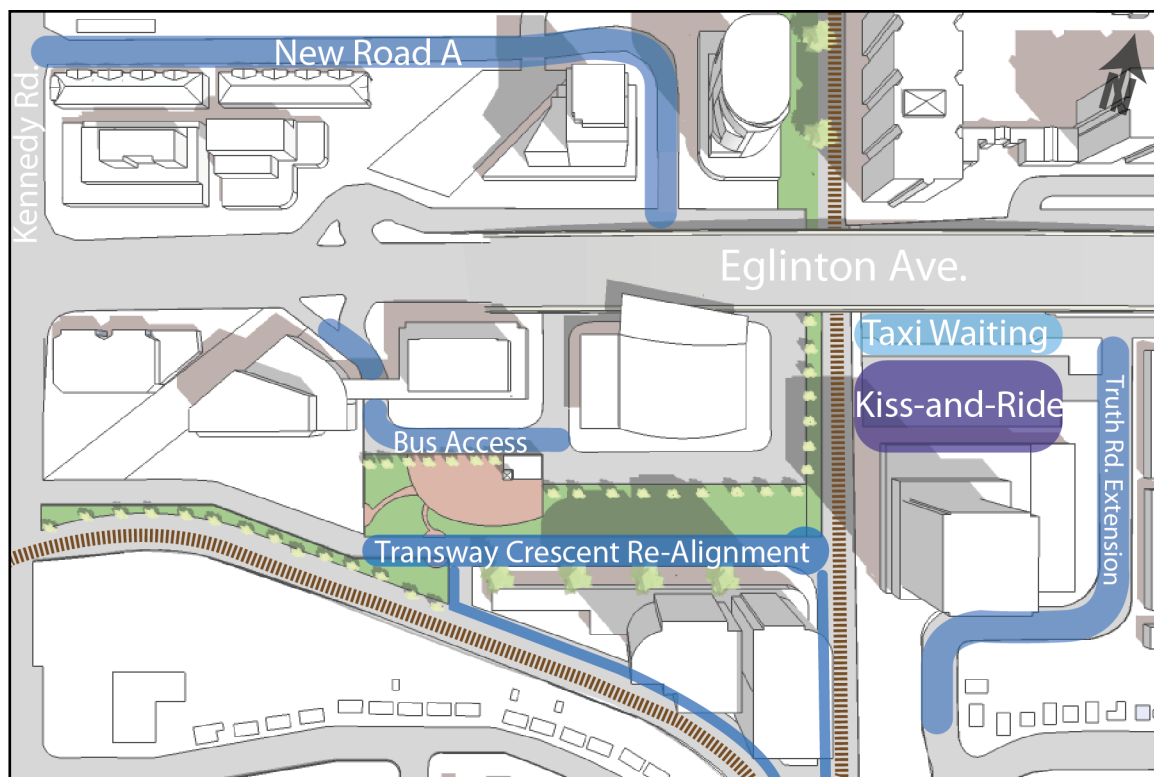 New Road A
Kennedy Rd.
N
Eglinton Ave.
Taxi Waiting
Kiss-and-Ride
Truth Rd. Extension
Bus Access
Transway Crescent Re-Alignment